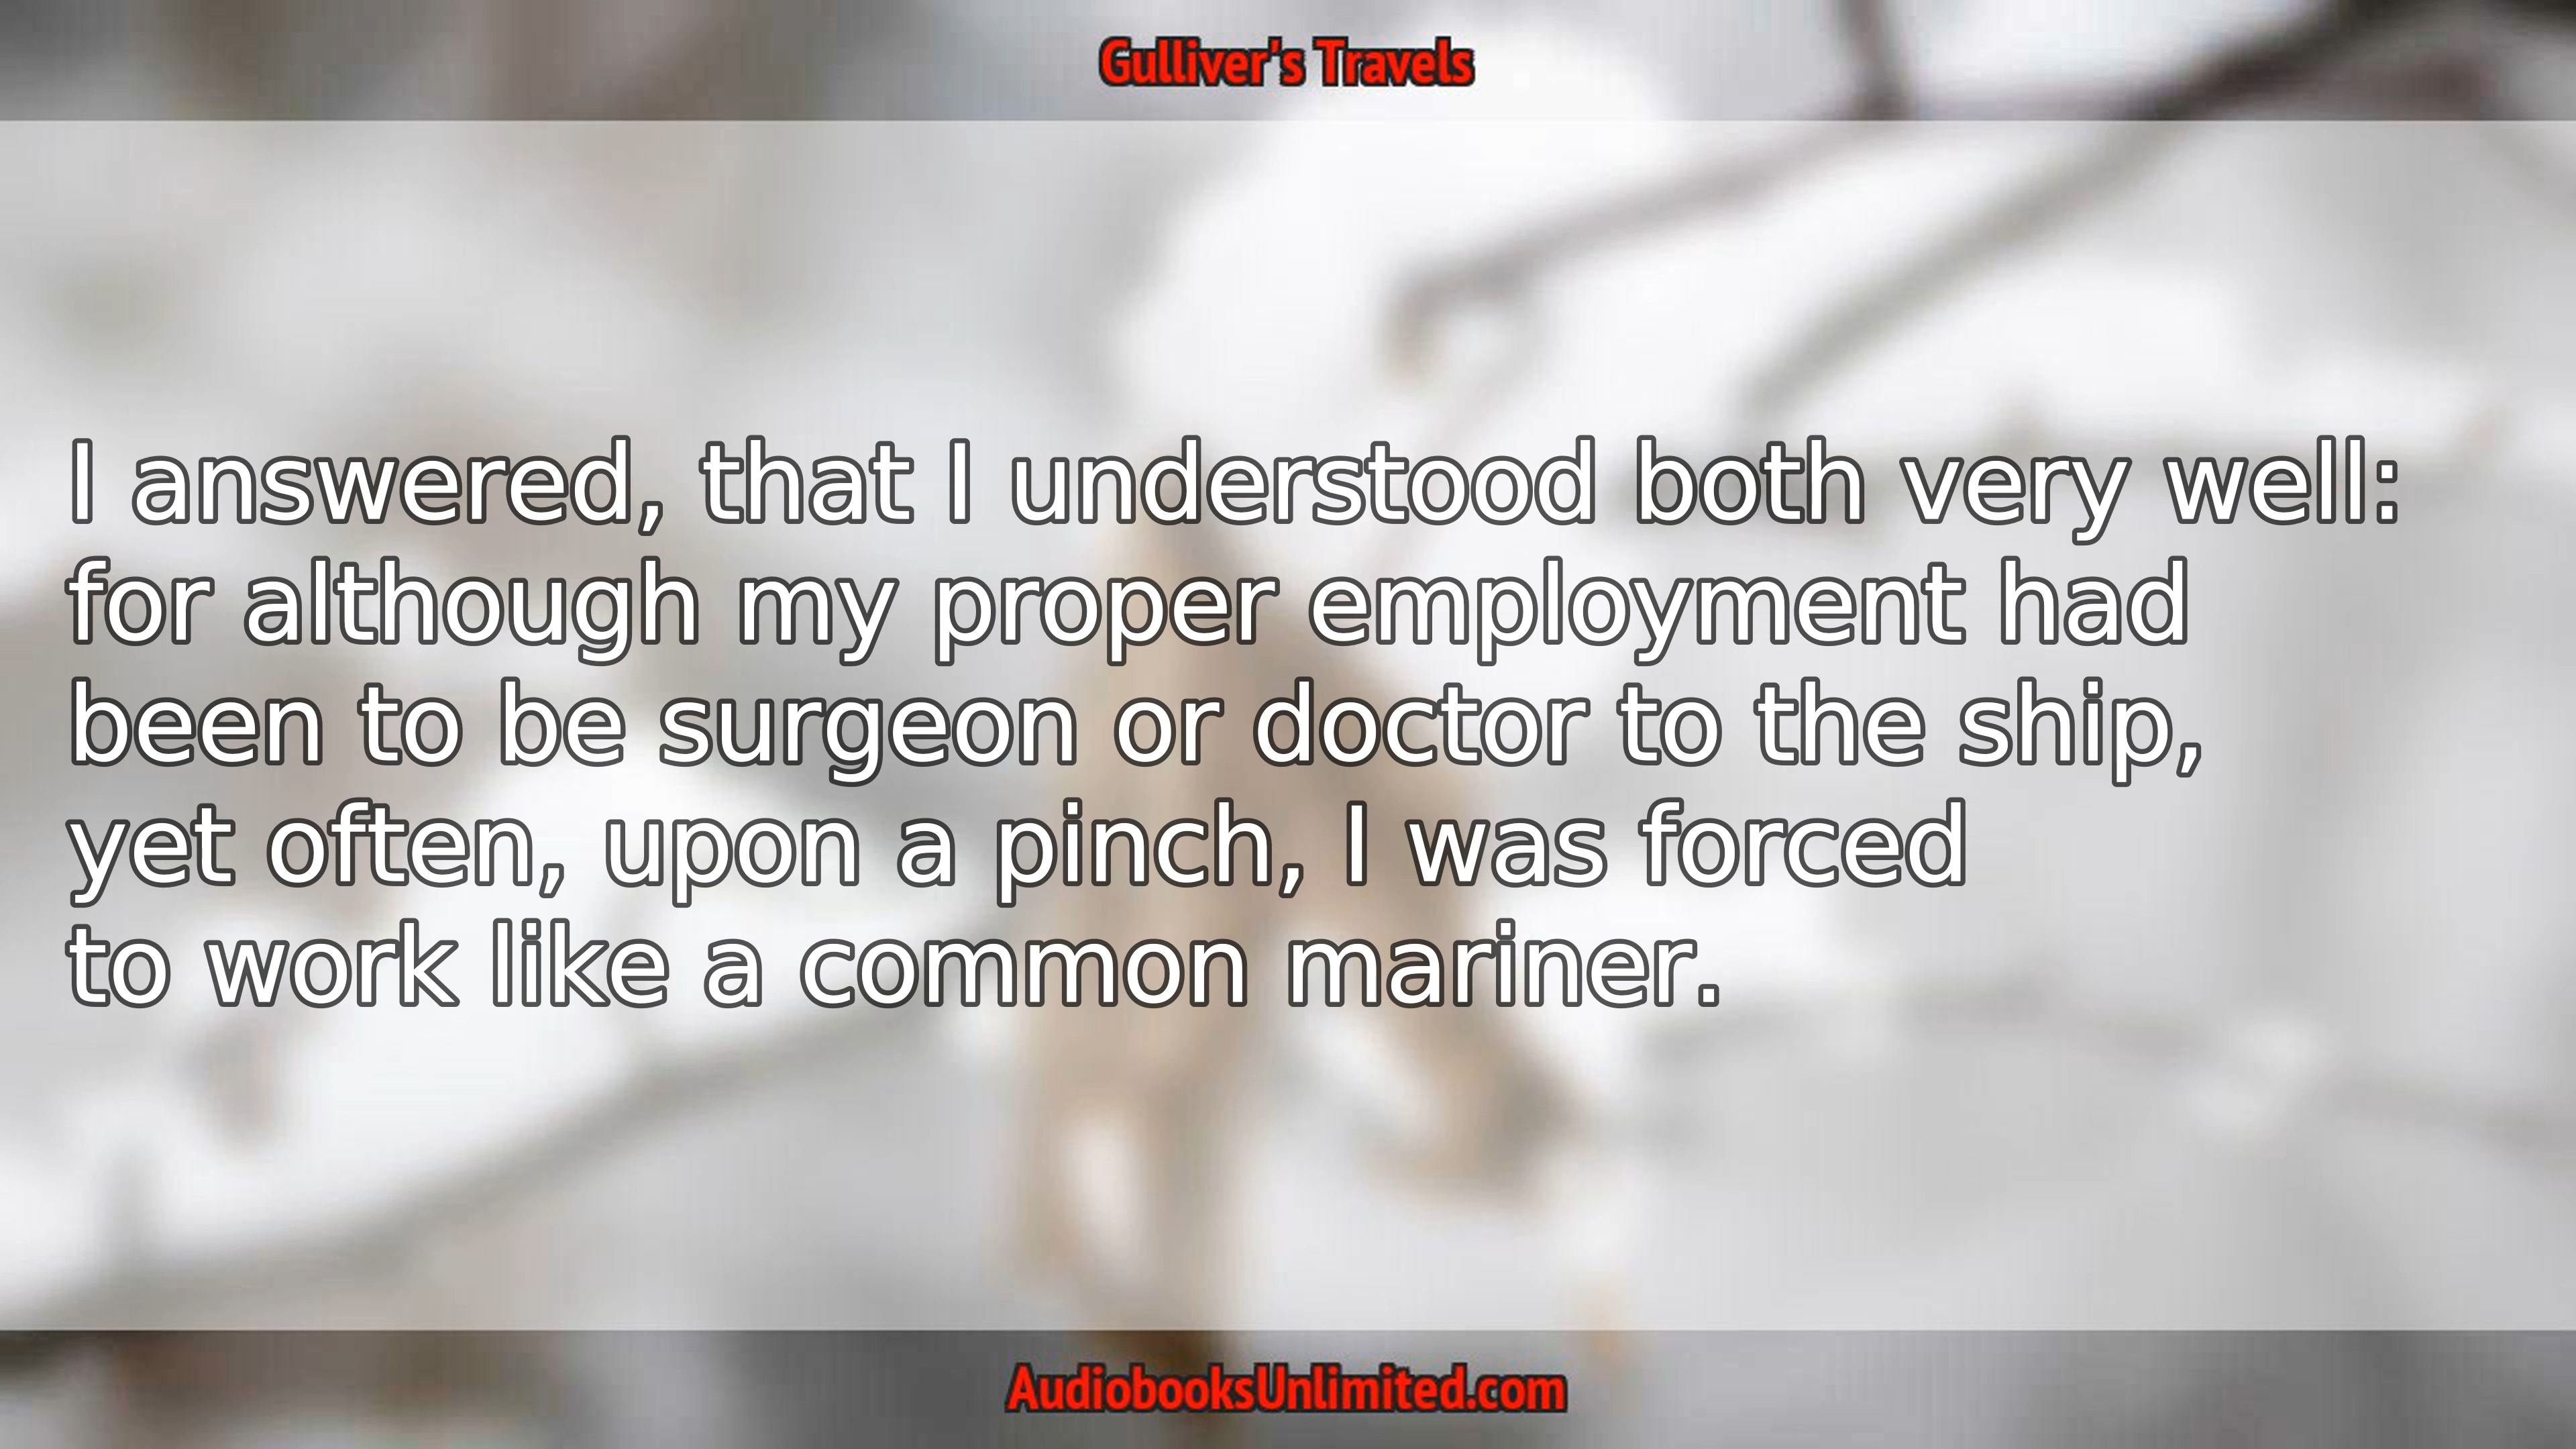 Gulliver's Travels
I answered, that I understood both very well:
for although my proper employment had
been to be surgeon or doctor to the ship,
yet often, upon a pinch, I was forced
to work like a common mariner.
AudiobooksUnlimited.com